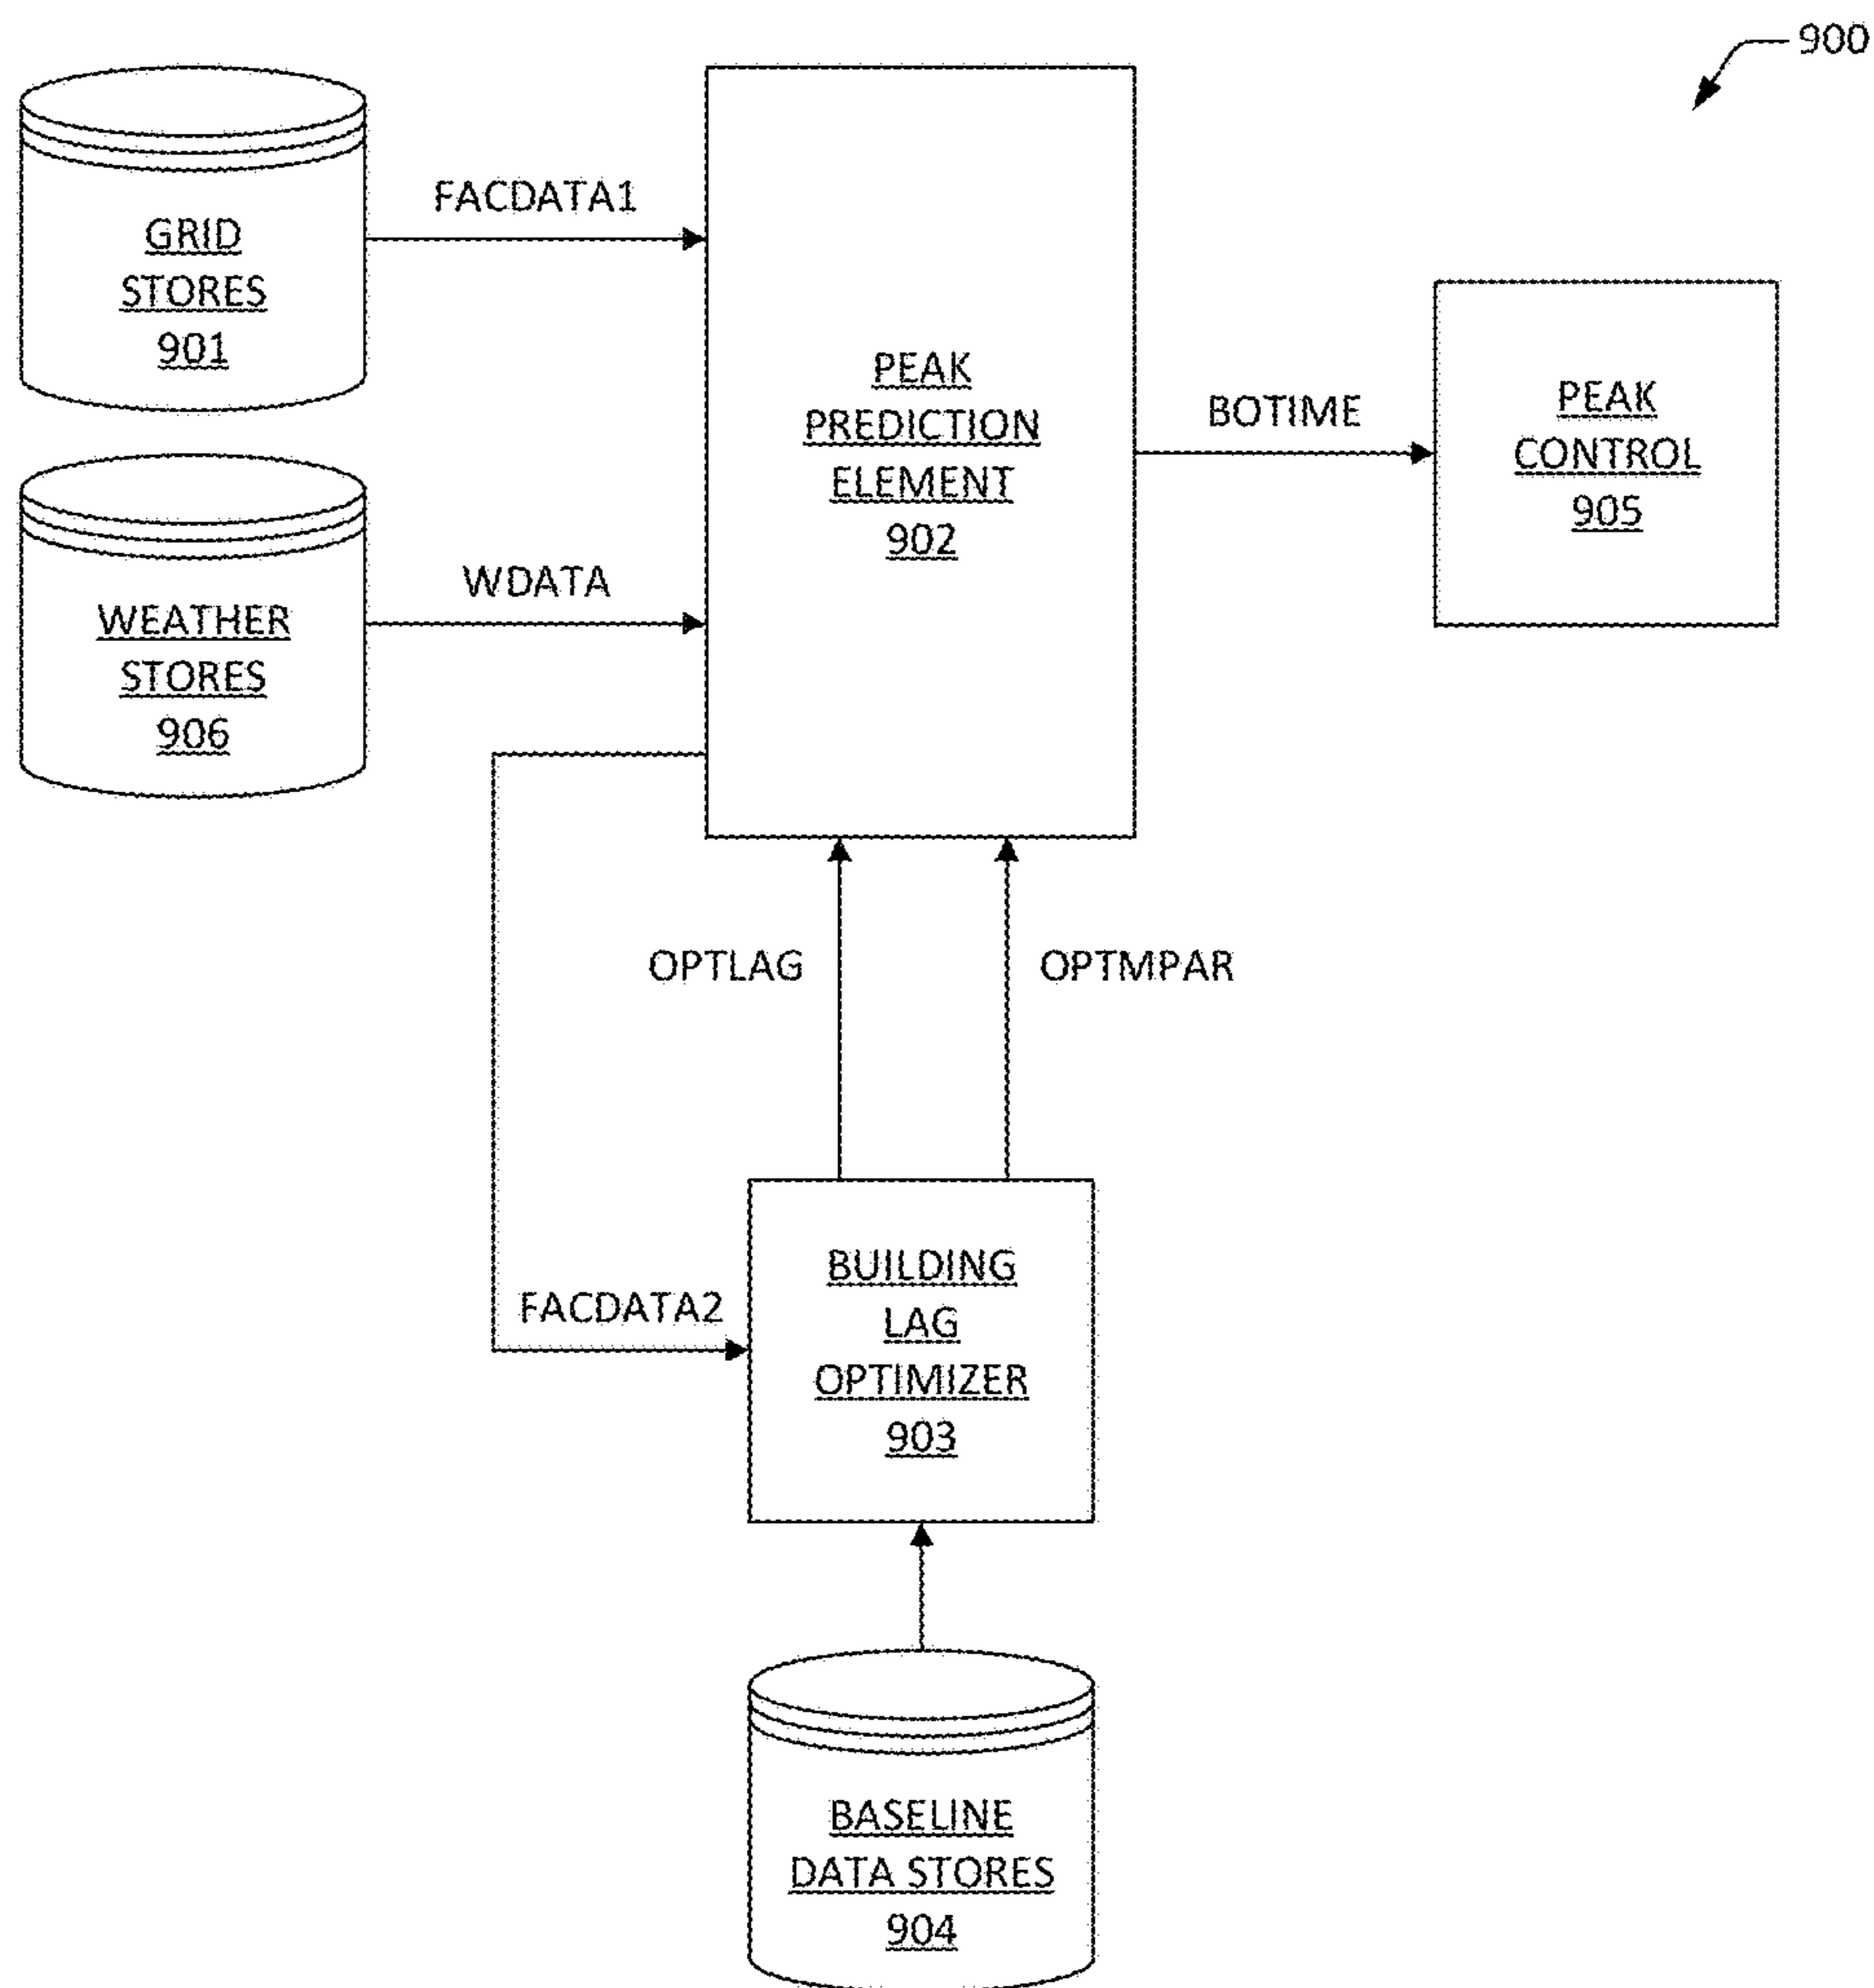 900
GRID
STORES
901
FACDATA1
PEAK
PREDICTION
ELEMENT
902
BOTIME
PEAK
CONTROL
905
WEATHER
STORES
906
WDATA
OPTLAG
OPTMPAR
FACDATA2
BUILDING
LAG
OPTIMIZER
903
BASELINE
DATA STORES
904